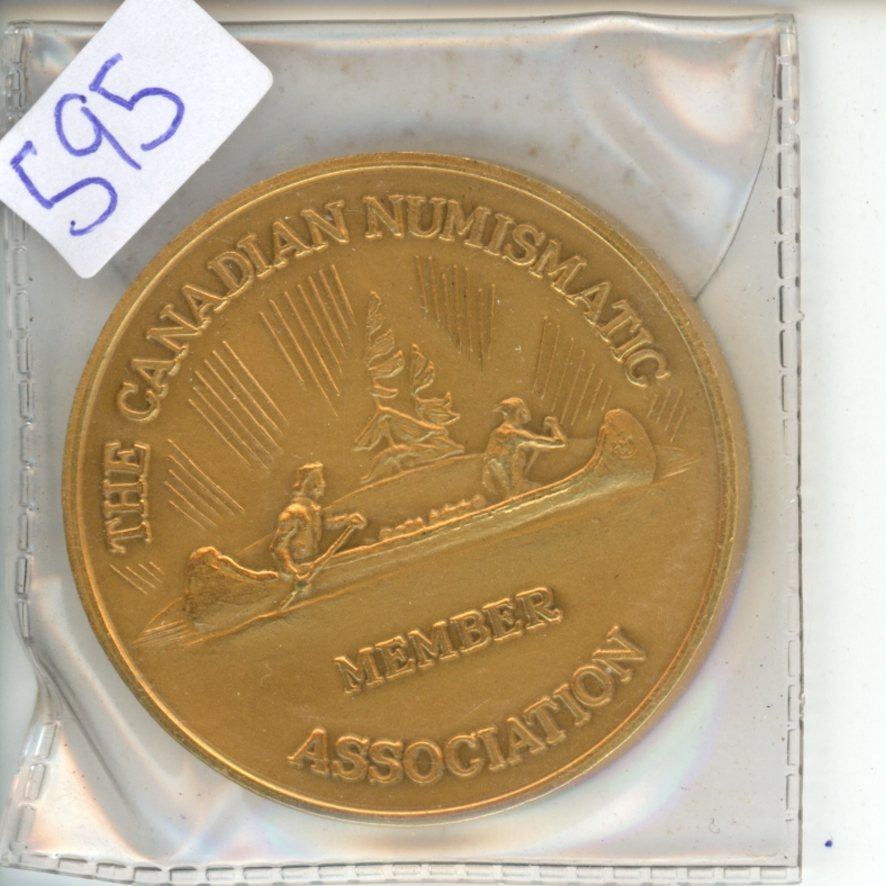 595
THE CANADIAN NUMISMATIC
MEMBER
ASSOCIATION